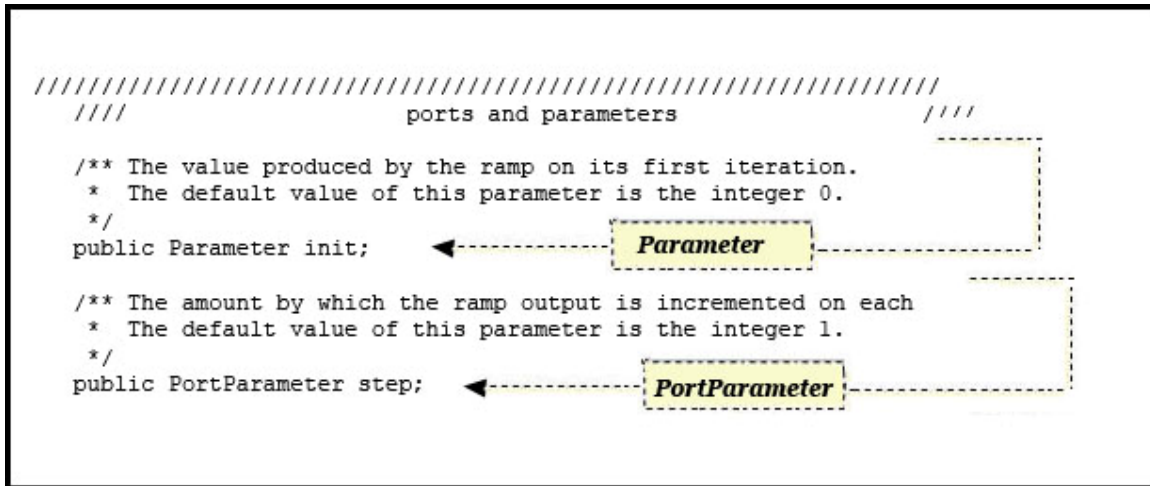 ///////////////////////////////////////////////////////////////////
//// ports and parameters ////
/** The value produced by the ramp on its first iteration.
* The default value of this parameter is the integer 0.
*/
public Parameter init;
Parameter
/** The amount by which the ramp output is incremented on each
* The default value of this parameter is the integer 1.
*/
public PortParameter step;
PortParameter